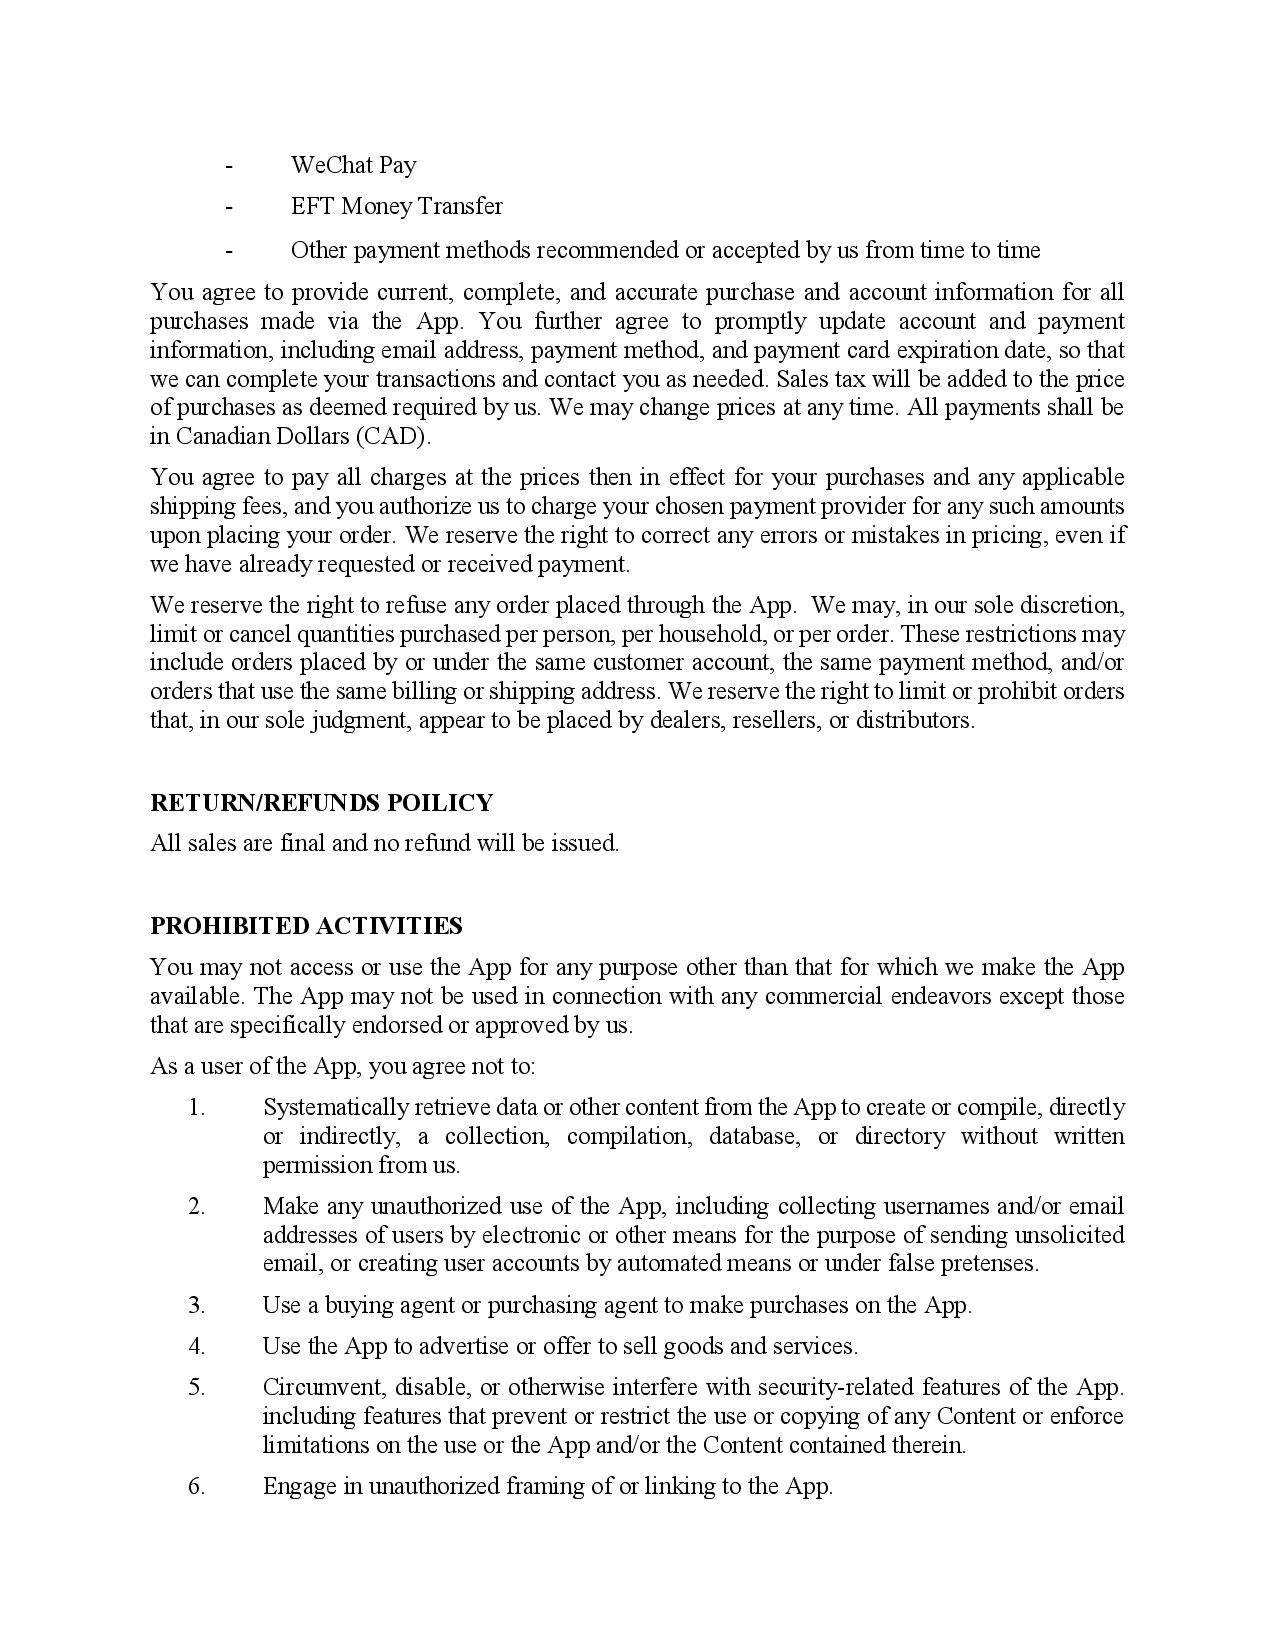 - WeChat Pay
- EFT Money Transfer
- Other payment methods recommended or accepted by us from time to time
You agree to provide current, complete, and accurate purchase and account information for all
purchases made via the App. You further agree to promptly update account and payment
information, including email address, payment method, and payment card expiration date, so that
we can complete your transactions and contact you as needed. Sales tax will be added to the price
of purchases as deemed required by us. We may change prices at any time. All payments shall be
in Canadian Dollars (CAD).
You agree to pay all charges at the prices then in effect for your purchases and any applicable
shipping fees, and you authorize us to charge your chosen payment provider for any such amounts
upon placing your order. We reserve the right to correct any errors or mistakes in pricing, even if
we have already requested or received payment.
We reserve the right to refuse any order placed through the App.  We may, in our sole discretion,
limit or cancel quantities purchased per person, per household, or per order. These restrictions may
include orders placed by or under the same customer account, the same payment method, and/or
orders that use the same billing or shipping address. We reserve the right to limit or prohibit orders
that, in our sole judgment, appear to be placed by dealers, resellers, or distributors.
RETURN/REFUNDS POILICY
All sales are final and no refund will be issued.
PROHIBITED ACTIVITIES
You may not access or use the App for any purpose other than that for which we make the App
available. The App may not be used in connection with any commercial endeavors except those
that are specifically endorsed or approved by us.
As a user of the App, you agree not to:
1. Systematically retrieve data or other content from the App to create or compile, directly
or indirectly, a collection, compilation, database, or directory without written
permission from us.
2. Make any unauthorized use of the App, including collecting usernames and/or email
addresses of users by electronic or other means for the purpose of sending unsolicited
email, or creating user accounts by automated means or under false pretenses.
3. Use a buying agent or purchasing agent to make purchases on the App.
4. Use the App to advertise or offer to sell goods and services.
5. Circumvent, disable, or otherwise interfere with security-related features of the App.
including features that prevent or restrict the use or copying of any Content or enforce
limitations on the use or the App and/or the Content contained therein.
6. Engage in unauthorized framing of or linking to the App.